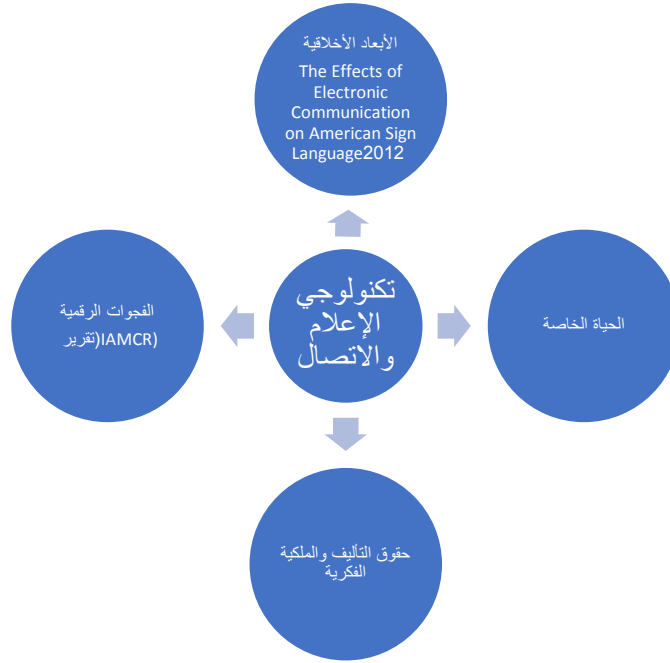 الأبعاد الأخلاقية
The Effects of
Electronic
Communication
on American Sign
Language2012
تكنولوجي
الإعلام
والاتصال
الحياة الخاصة
الفجوات الرقمية
(IAMCR(تقرير
حقوق التأليف والملكية
الفكرية